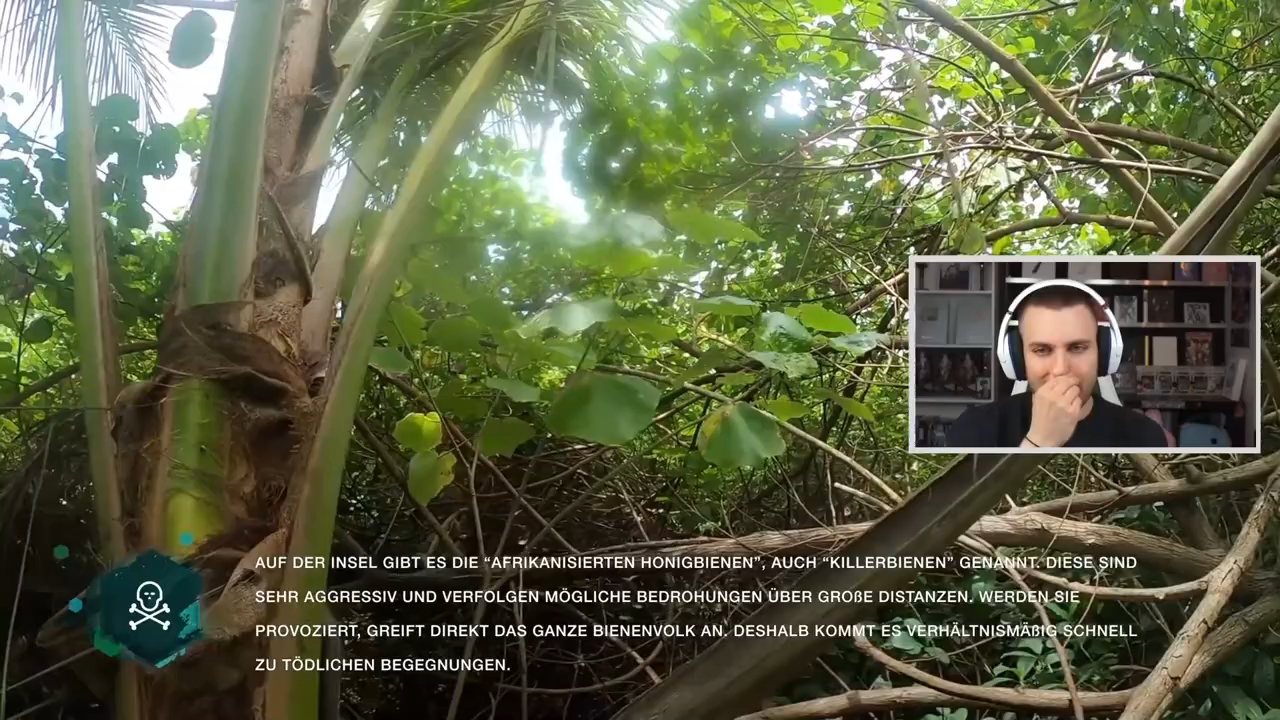 AUF DER INSEL GIBT ES DIE “AFRIKANISIERTEN HONIGBIENEN”, AUCH “KILLERBIENEN” GENANNT. DIESE SIND
SEHR AGGRESSIV UND VERFOLGEN MÖGLICHE BEDROHUNGEN ÜBER GROßE DISTANZEN. WERDEN SIE
PROVOZIERT, GREIFT DIREKT DAS GANZE BIENENVOLK AN. DESHALB KOMMT ES VERHÄLTNISMÄßIG SCHNELL
ZU TÖDLICHEN BEGEGNUNGEN.